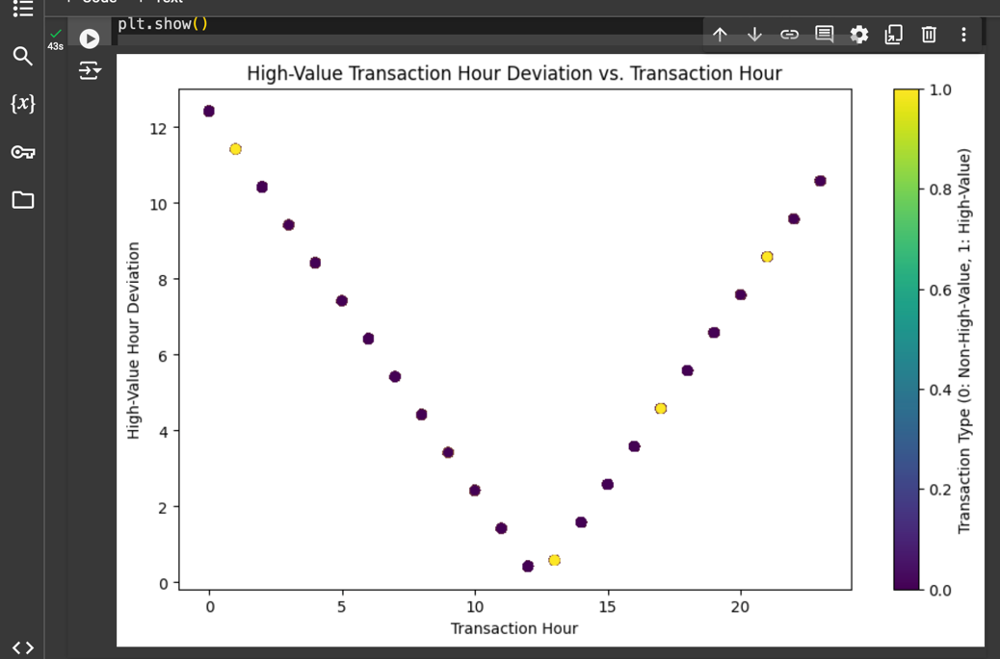 plt.show()
43s
{x}
High-Value Transaction Hour Deviation vs. Transaction Hour
High-Value Hour Deviation
12
10
8
6
4
2
0
0 5 10 15 20
Transaction Hour
1.0
0.8
0.6
0.4
0.2
0.0
Transaction Type (0: Non-High-Value, 1: High-Value)